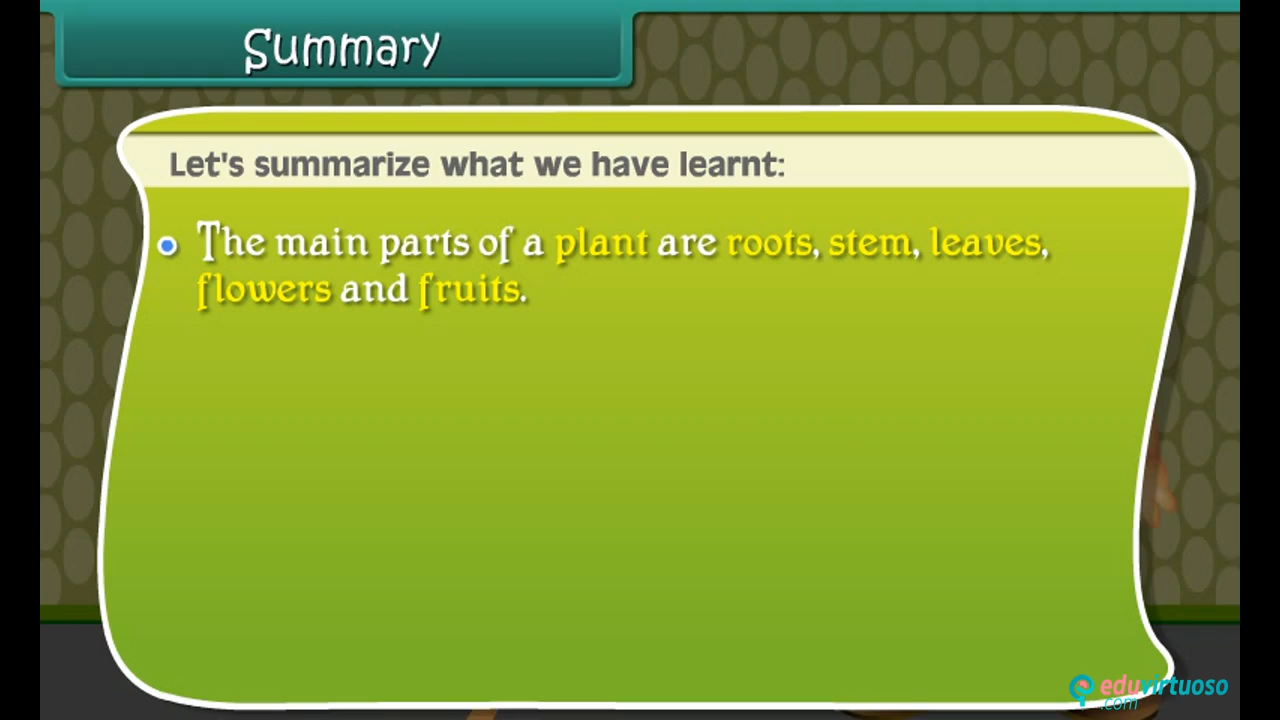 Summary
Let's summarize what we have learnt:
The main parts of a plant are roots, stem, leaves,
flowers and fruits.
eduvirtuoso
.com